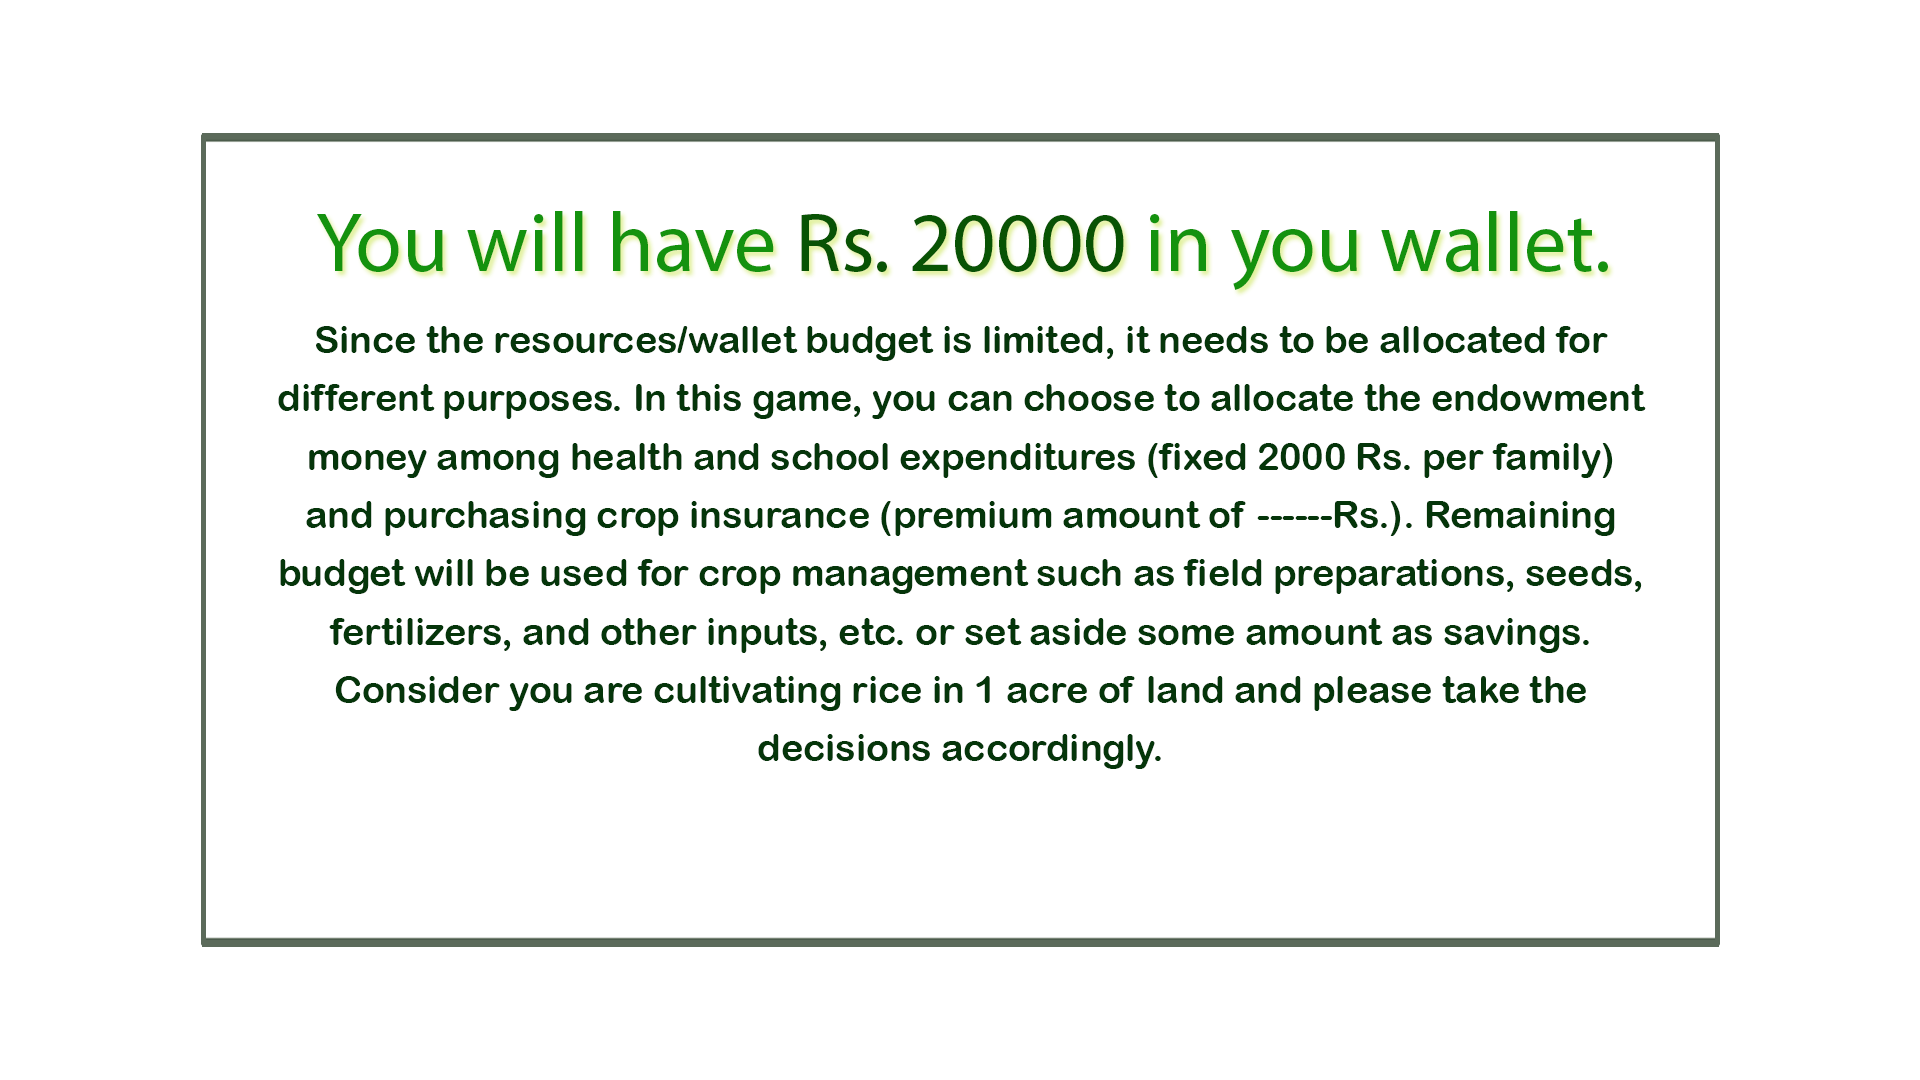 You will have Rs. 20000 in you wallet.
Since the resources/wallet budget is limited, it needs to be allocated for
different purposes. In this game, you can choose to allocate the endowment
money among health and school expenditures (fixed 2000 Rs. per family)
and purchasing crop insurance (premium amount of ------Rs.). Remaining
budget will be used for crop management such as field preparations, seeds,
fertilizers, and other inputs, etc. or set aside some amount as savings.
Consider you are cultivating rice in 1 acre of land and please take the
decisions accordingly.